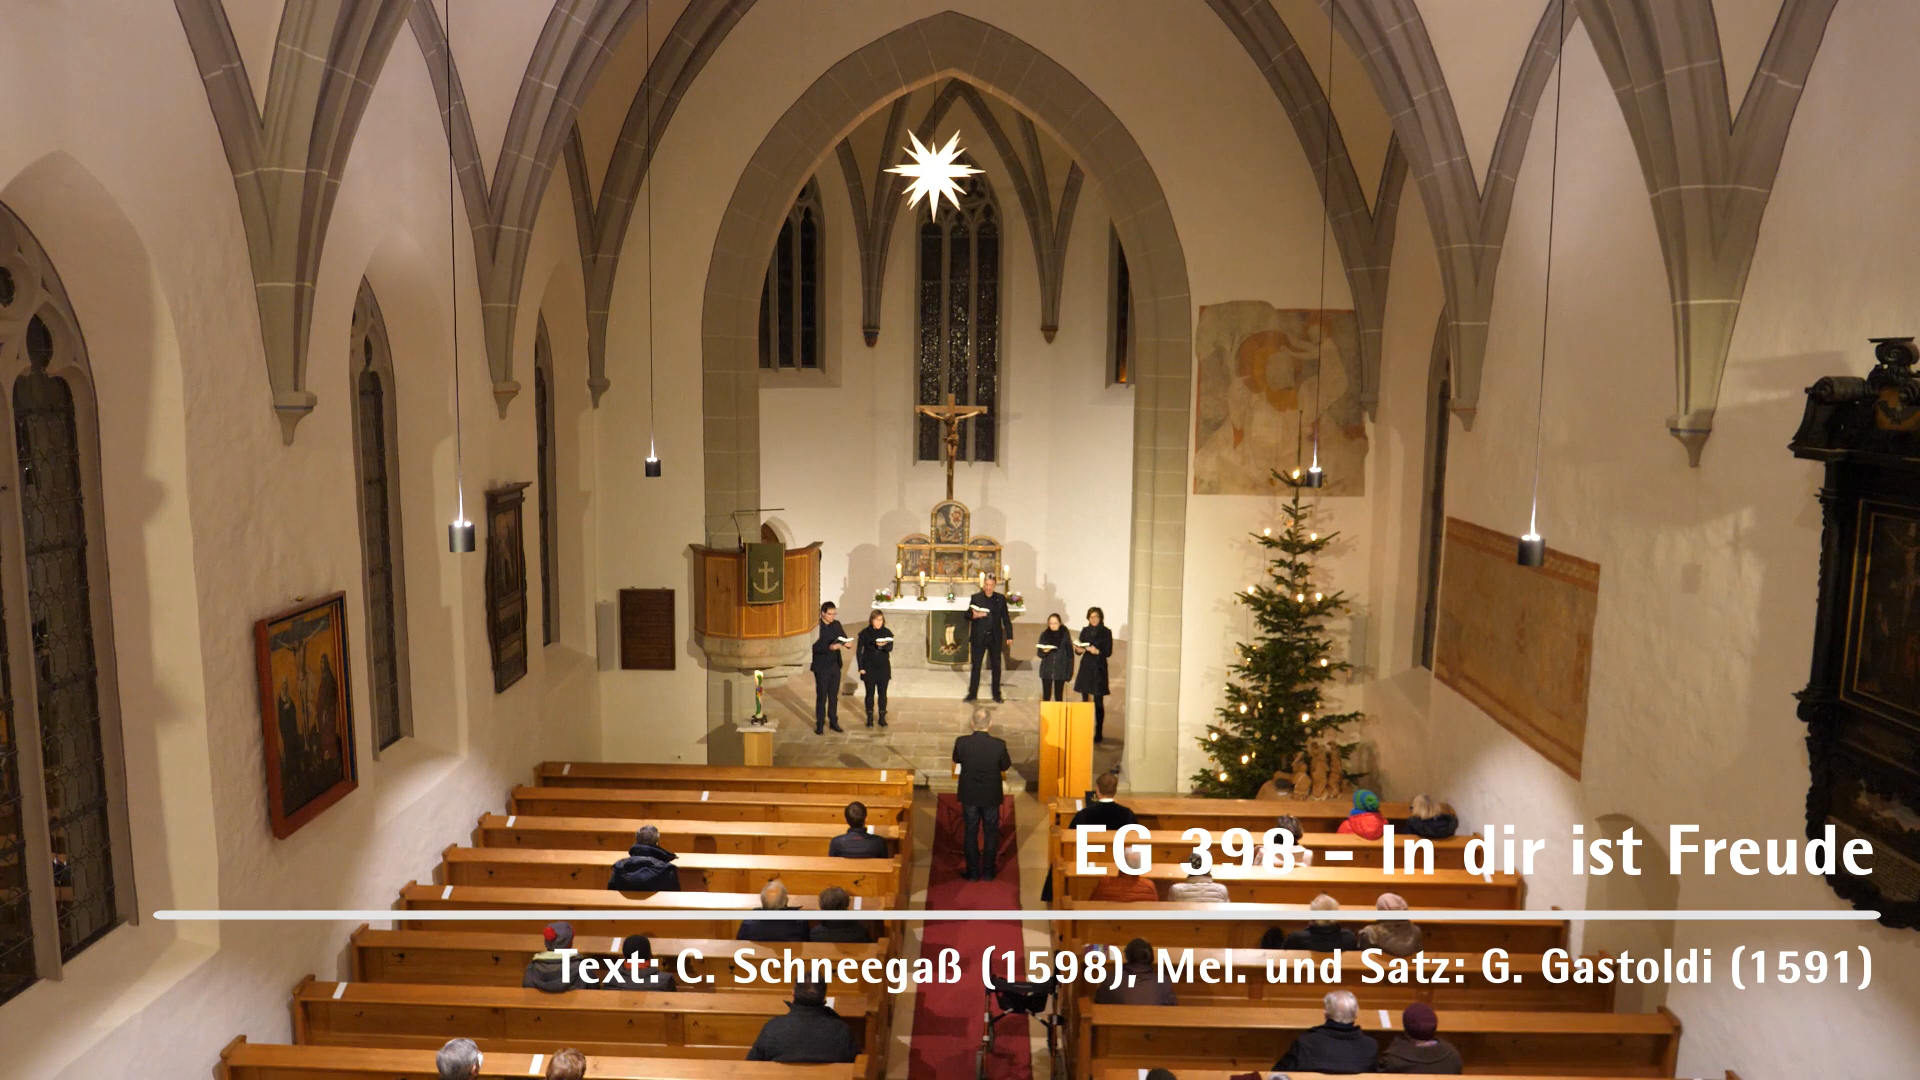 EG 398 – In dir ist Freude
Text: C. Schneegaß (1598), Mel. und Satz: G. Gastoldi (1591)